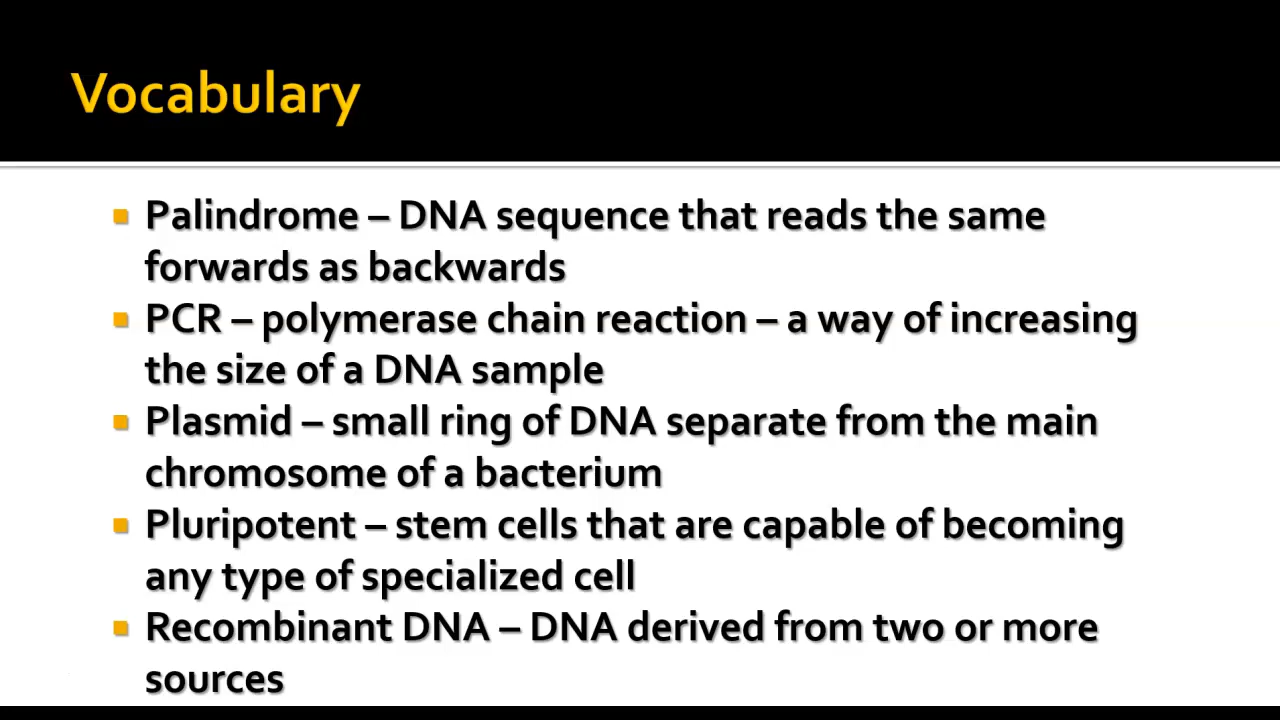 Vocabulary
Palindrome – DNA sequence that reads the same
forwards as backwards
PCR – polymerase chain reaction – a way of increasing
the size of a DNA sample
Plasmid – small ring of DNA separate from the main
chromosome of a bacterium
Pluripotent – stem cells that are capable of becoming
any type of specialized cell
Recombinant DNA – DNA derived from two or more
sources